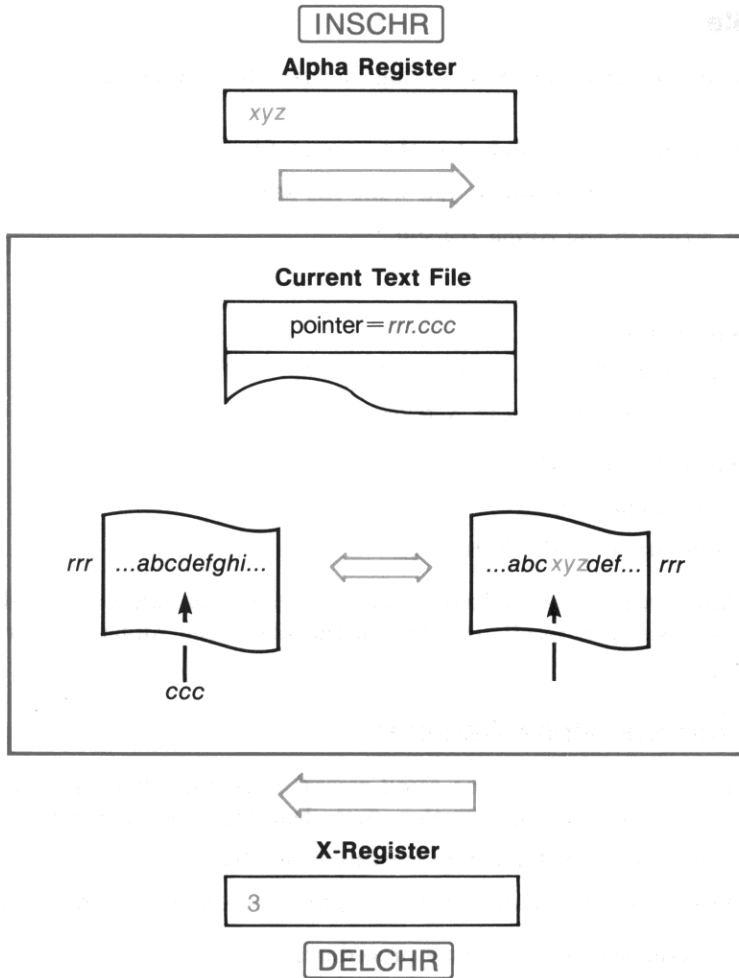 INSCHR
Alpha Register
xyz
Current Text File
pointer=rrr.ccc
rrr ...abcdefghi... ...abcxyzdef... rrr
ccc
X-Register
3
DELCHR